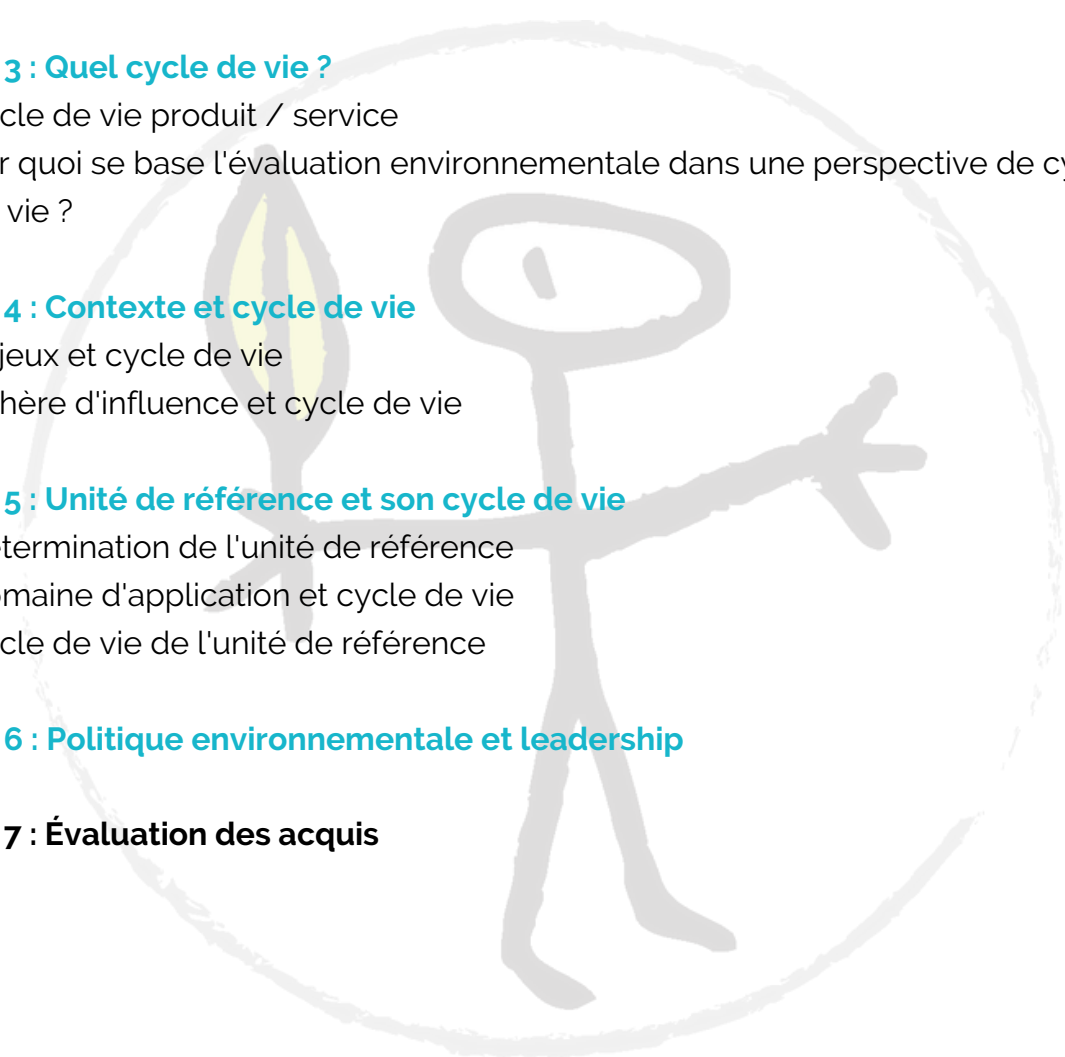 3 : Quel cycle de vie ?
cle de vie produit / service
r quoi se base l'évaluation environnementale dans une perspective de cy
vie ?
4 : Contexte et cycle de vie
jeux et cycle de vie
hère d'influence et cycle de vie
5 : Unité de référence et son cycle de vie
termination de l'unité de référence
maine d'application et cycle de vie
cle de vie de l'unité de référence
6 : Politique environnementale et leadership
7 : Évaluation des acquis